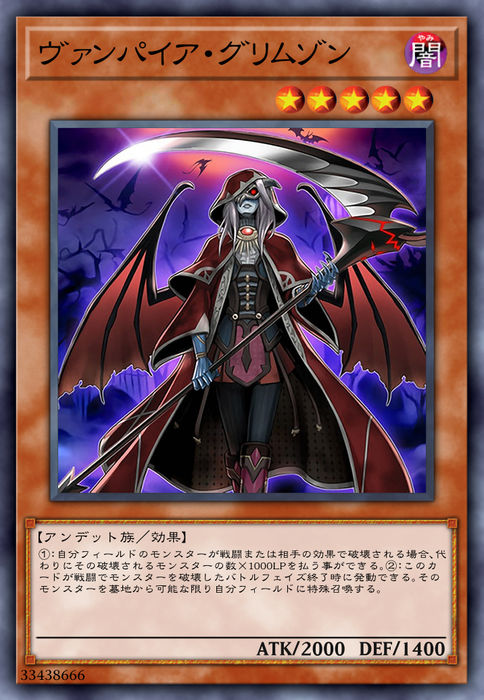 ヴァンパイア・グリムゾン
やみ
闇
【アンデット族／効果】
①：自分フィールドのモンスターが戦闘または相手の効果で破壊される場合、代
わりにその破壊されるモンスターの数×1000LPを払う事ができる。②：このカ
ードが戦闘でモンスターを破壊したバトルフェイズ終了時に発動できる。その
モンスターを墓地から可能な限り自分フィールドに特殊召喚する。
ATK/2000 DEF/1400
33438666